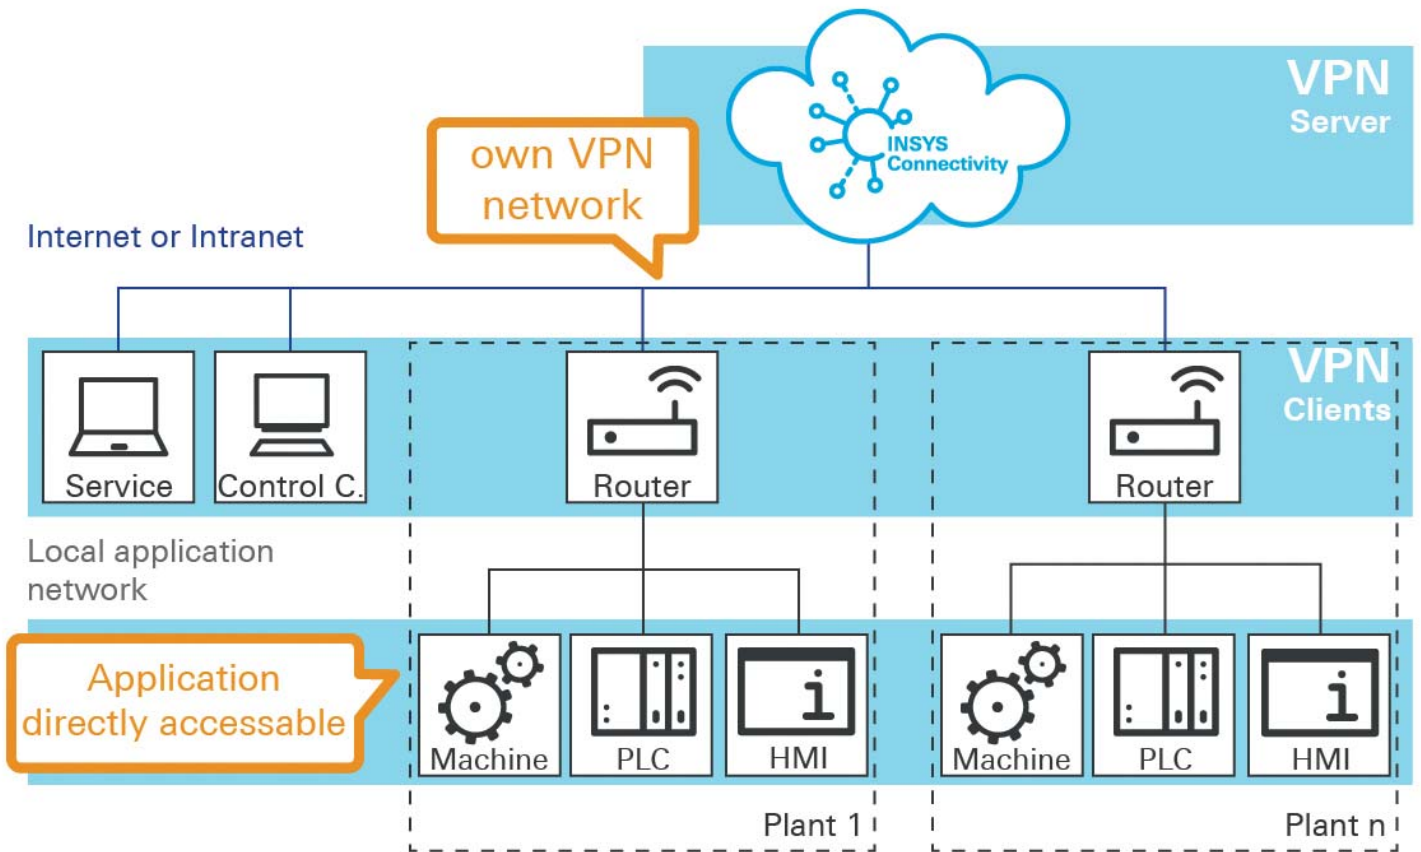 VPN
Server
INSYS
Connectivity
own VPN
network
Internet or Intranet
VPN
Clients
Service
Control C.
Router
Router
Local application
network
Application
directly accessable
Machine
PLC
HMI
Machine
PLC
HMI
Plant 1
Plant n